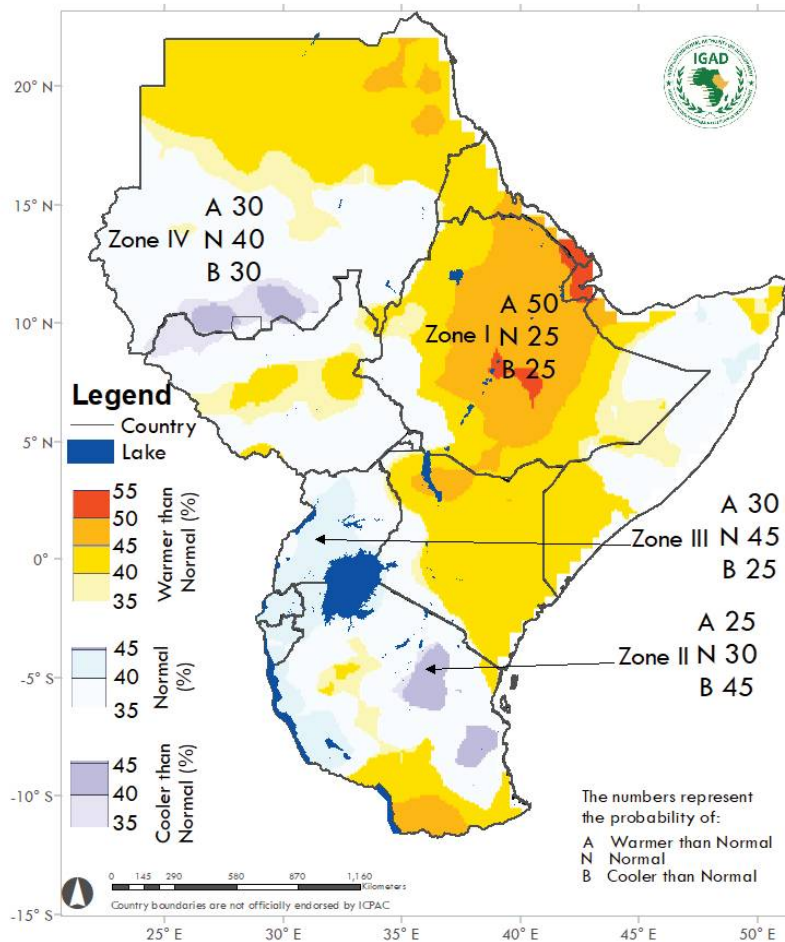 20° N
15° N
10° N
5° N
0°
-5° S
-10° S
-15° S
25° E
30° E
35° E
40° E
45° E
50° E
IGAD
A 30
Zone IV N 40
B 30
A 50
Zone I N 25
B 25
A 30
Zone III N 45
B 25
A 25
Zone II N 30
B 45
Legend
Country
Lake
55
50
45
40
35
Warmer than
Normal (%)
45
40
35
Normal
(%)
45
40
35
Cooler than
Normal (%)
The numbers represent
the probability of:
A Warmer than Normal
N Normal
B Cooler than Normal
0 145 290 580 870 1,160
Kilometers
Country boundaries are not officially endorsed by ICPAC